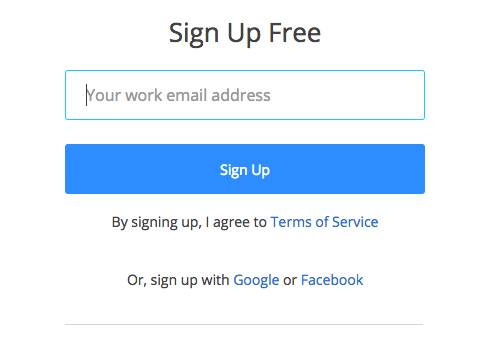 Sign Up Free
Your work email address
Sign Up
By signing up, I agree to Terms of Service
Or, sign up with Google or Facebook